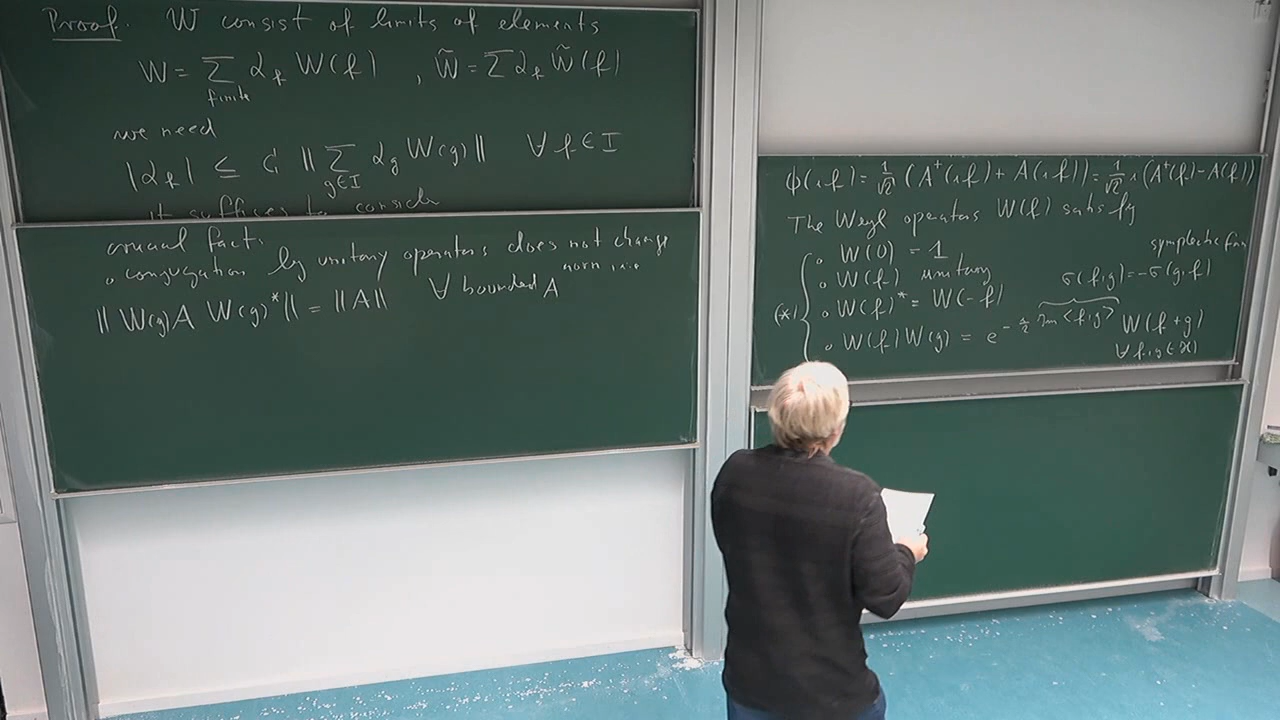 Proof. W consist of limits of elements
W = ∑_{finite} α_f W(f) , W̃ = ∑ α_f W̃(f)
we need
|α_f| ≤ C ‖∑_{g∈I} α_g W(g)‖ ∀ f ∈ I
it suffices to consider
crucial fact:
• conjugation by unitary operators does not change
norm, i.e.
‖W(g) A W(g)*‖ = ‖A‖ ∀ bounded A
ϕ(if) = 1/√2 (A⁺(if) + A(if)) = 1/√2 i (A⁺(f) - A(f))
The Weyl operators W(f) satisfy
(*)
• W(0) = 1
• W(f) unitary
• W(f)* = W(-f)
symplectic form
σ(f,g) = -σ(g,f)
• W(f) W(g) = e^{-i/2 Im <f,g>} W(f+g)
∀ f,g ∈ ℋ